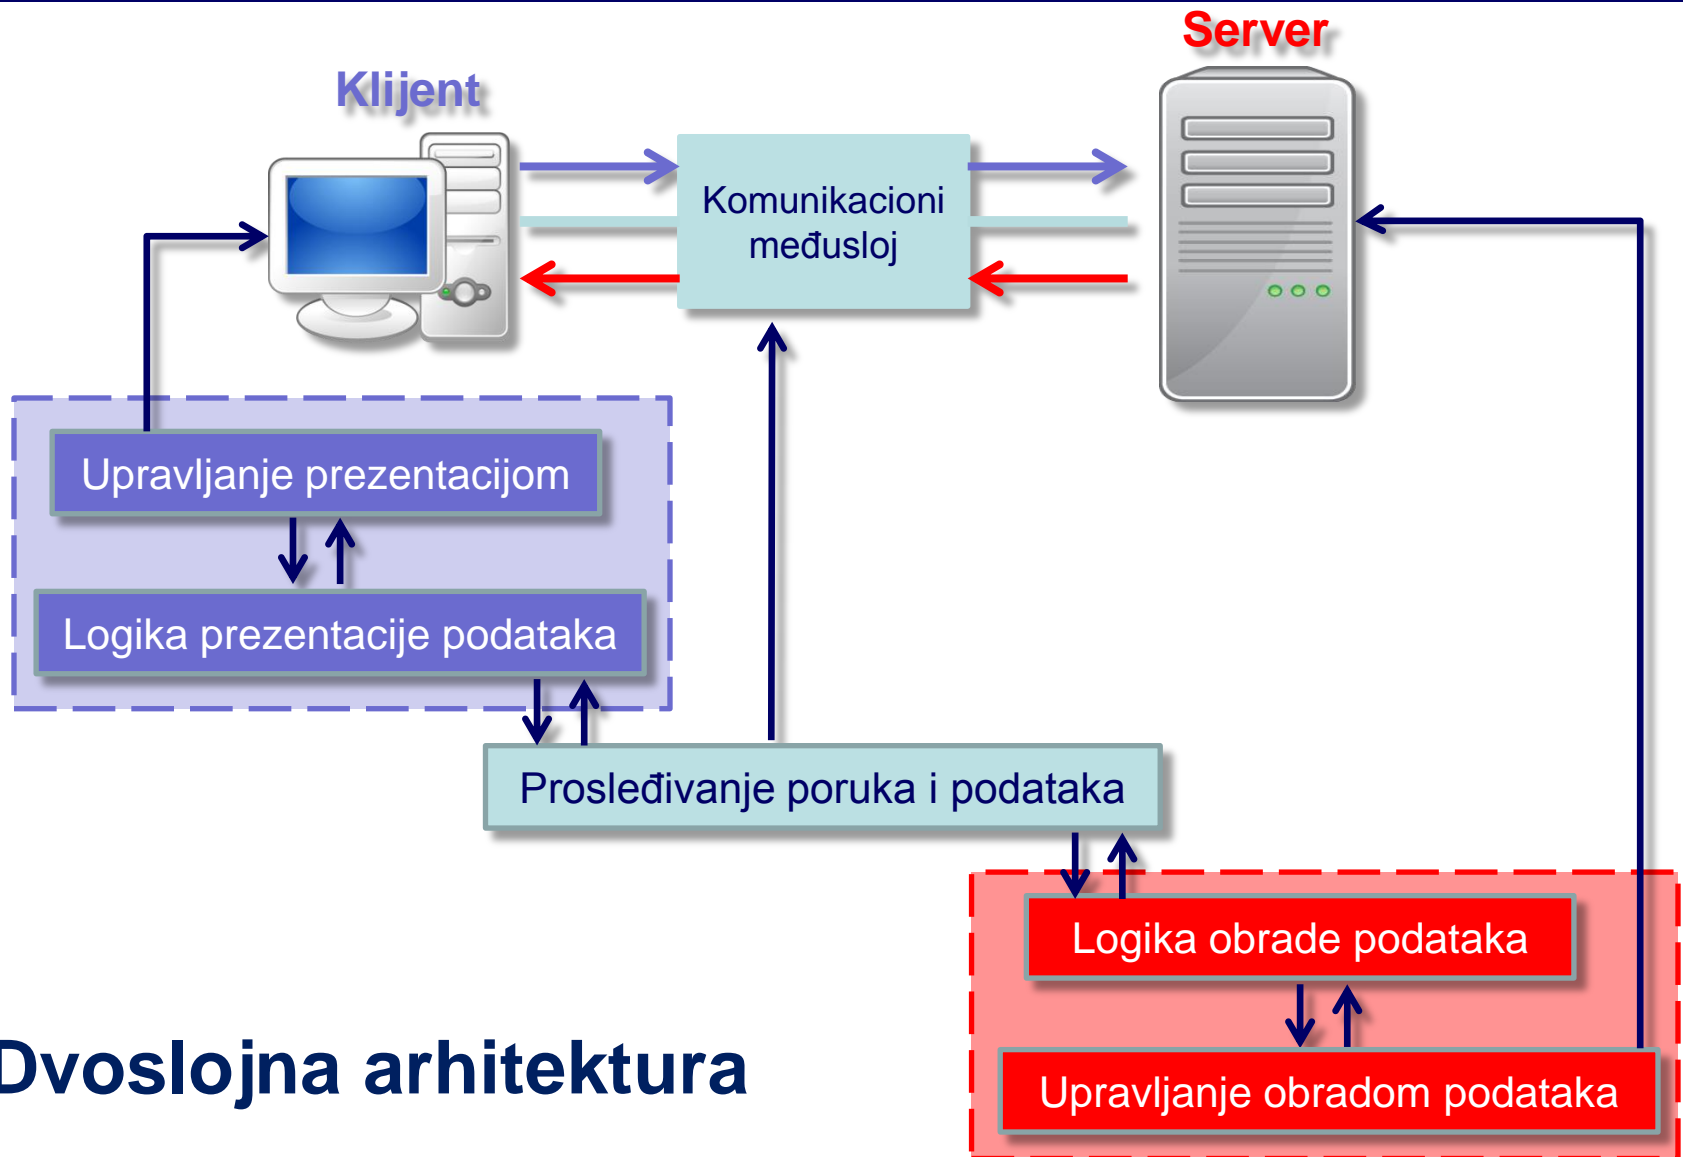 Server
Klijent
Komunikacioni
međusloj
Upravljanje prezentacijom
Logika prezentacije podataka
Prosleđivanje poruka i podataka
Logika obrade podataka
Upravljanje obradom podataka
Dvoslojna arhitektura